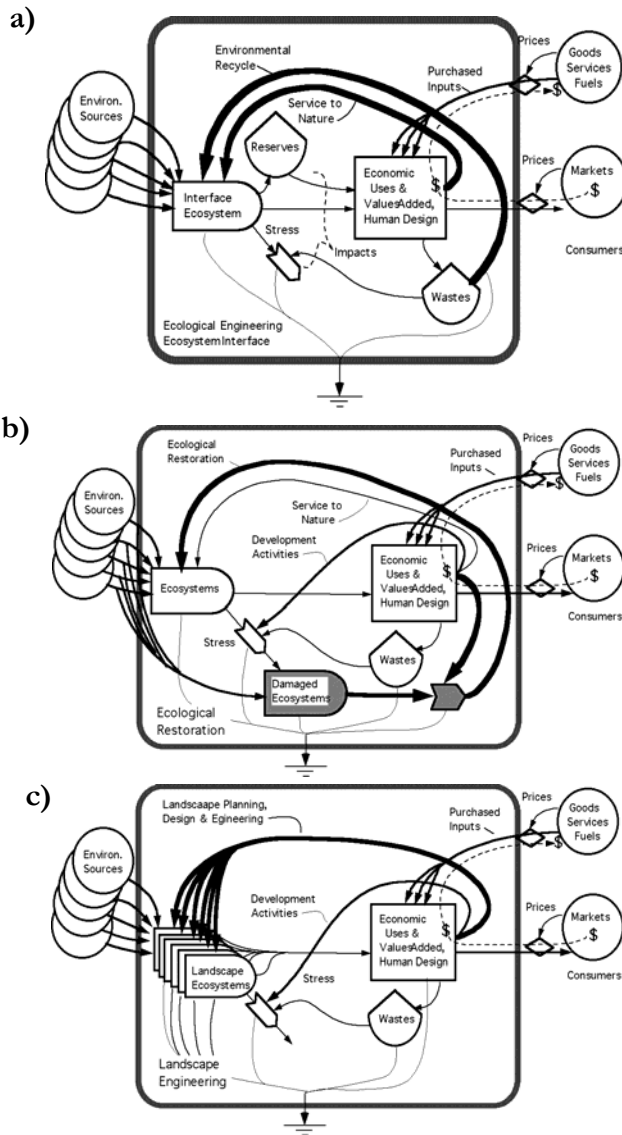 a)
Environmental
Recycle
Prices
Goods
Services
Fuels
$
Purchased
Inputs
Environ.
Sources
Service to
Nature
Reserves
Economic
Uses &
ValuesAdded,
Human Design
$
Prices
Markets
$
Interface
Ecosystem
Stress
Impacts
Consumers
Wastes
Ecological Engineering
EcosystemInterface
b)
Ecological
Restoration
Prices
Goods
Services
Fuels
$
Purchased
Inputs
Environ.
Sources
Service to
Nature
Development
Activities
Prices
Markets
$
Economic
Uses &
ValuesAdded,
Human Design
$
Ecosystems
Consumers
Stress
Wastes
Damaged
Ecosystems
Ecological
Restoration
c)
Landscaape Planning,
Design & Egineering
Prices
Goods
Services
Fuels
$
Purchased
Inputs
Environ.
Sources
Development
Activities
Prices
Markets
$
Economic
Uses &
ValuesAdded,
Human Design
$
Landscape
Ecosystems
Stress
Consumers
Wastes
Landscape
Engineering